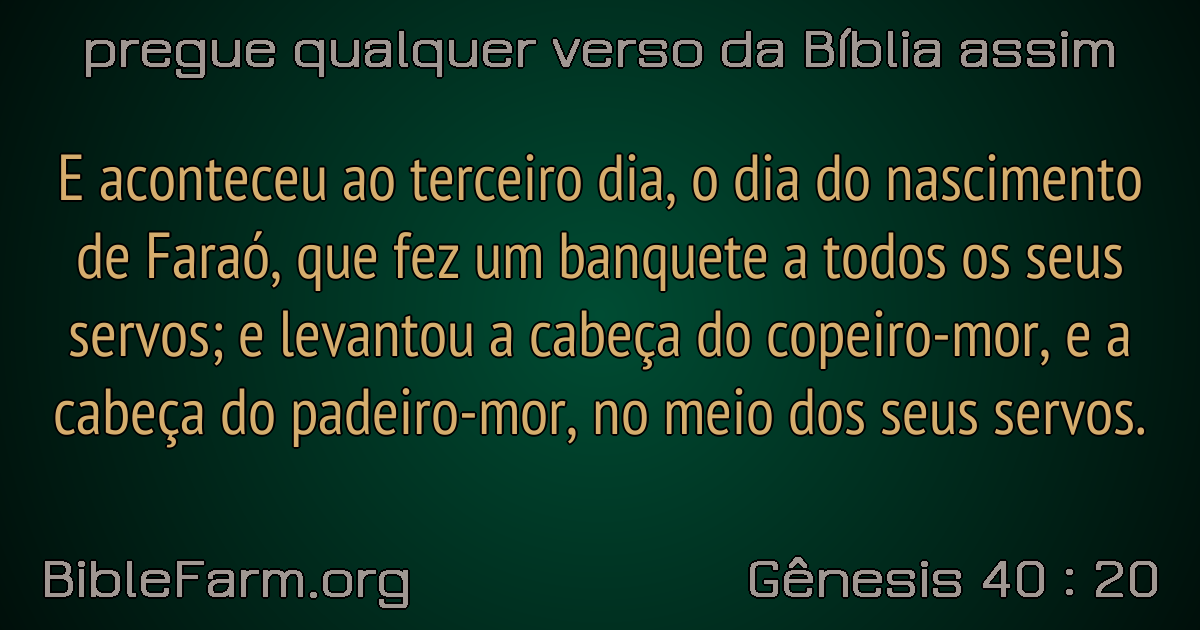 pregue qualquer verso da Bíblia assim
E aconteceu ao terceiro dia, o dia do nascimento
de Faraó, que fez um banquete a todos os seus
servos; e levantou a cabeça do copeiro-mor, e a
cabeça do padeiro-mor, no meio dos seus servos.
BibleFarm.org
Gênesis 40 : 20